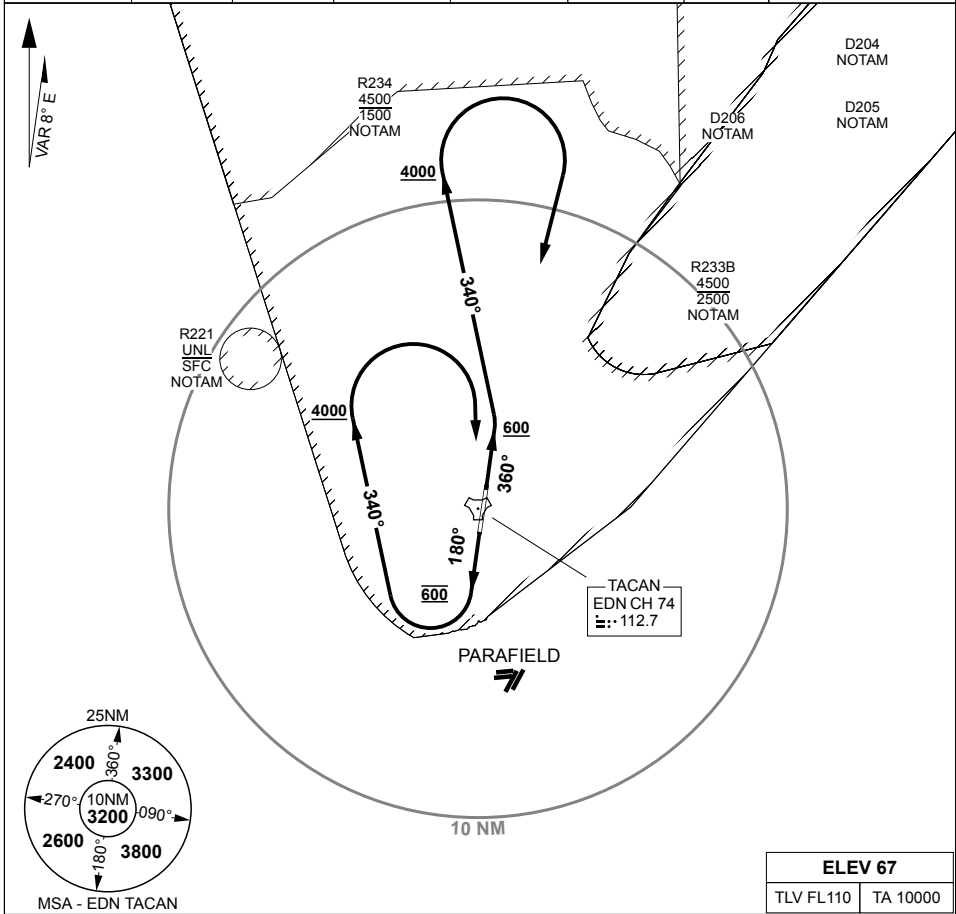 VAR 8° E
R234
4500
1500
NOTAM
D204
NOTAM
D205
NOTAM
D206
NOTAM
4000
340°
R233B
4500
2500
NOTAM
R221
UNL
SFC
NOTAM
4000
600
360°
340°
180°
600
TACAN
EDN CH 74
112.7
PARAFIELD
10 NM
25NM
2400
360°
3300
270°
10NM
3200
090°
2600
180°
3800
MSA - EDN TACAN
ELEV 67
TLV FL110
TA 10000